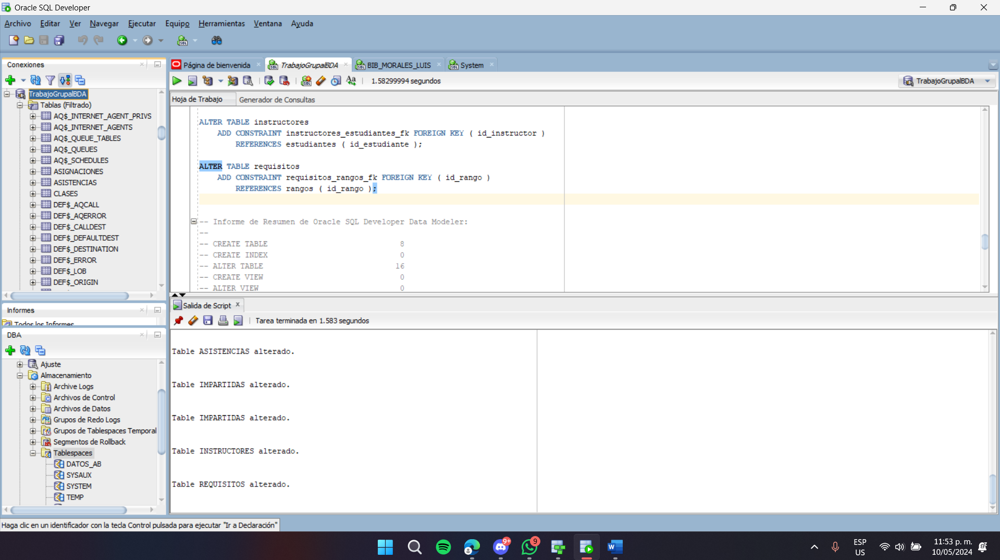 Oracle SQL Developer
Archivo Editar Ver Navegar Ejecutar Equipo Herramientas Ventana Ayuda
Conexiones
TrabajoGrupalBDA
Tablas (Filtrado)
AQ$_INTERNET_AGENT_PRIVS
AQ$_INTERNET_AGENTS
AQ$_QUEUE_TABLES
AQ$_QUEUES
AQ$_SCHEDULES
ASIGNACIONES
ASISTENCIAS
CLASES
DEF$_AQCALL
DEF$_AQERROR
DEF$_CALLDEST
DEF$_DEFAULTDEST
DEF$_DESTINATION
DEF$_ERROR
DEF$_LOB
DEF$_ORIGIN
Informes
Todos los Informes
DBA
Ajuste
Almacenamiento
Archive Logs
Archivos de Control
Archivos de Datos
Grupos de Redo Logs
Grupos de Tablespaces Temporal
Segmentos de Rollback
Tablespaces
DATOS_AB
SYSAUX
SYSTEM
TEMP
Página de bienvenida TrabajoGrupalBDA BIB_MORALES_LUIS System
1.58299994 segundos TrabajoGrupalBDA
Hoja de Trabajo Generador de Consultas
ALTER TABLE instructores
ADD CONSTRAINT instructores_estudiantes_fk FOREIGN KEY ( id_instructor )
REFERENCES estudiantes ( id_estudiante );
ALTER TABLE requisitos
ADD CONSTRAINT requisitos_rangos_fk FOREIGN KEY ( id_rango )
REFERENCES rangos ( id_rango );
-- Informe de Resumen de Oracle SQL Developer Data Modeler:
--
-- CREATE TABLE 8
-- CREATE INDEX 0
-- ALTER TABLE 16
-- CREATE VIEW 0
-- ALTER VIEW 0
Salida de Script
Tarea terminada en 1.583 segundos
Table ASISTENCIAS alterado.
Table IMPARTIDAS alterado.
Table IMPARTIDAS alterado.
Table INSTRUCTORES alterado.
Table REQUISITOS alterado.
Haga clic en un identificador con la tecla Control pulsada para ejecutar "Ir a Declaración"
9+
9
ESP
US
11:53 p. m.
10/05/2024